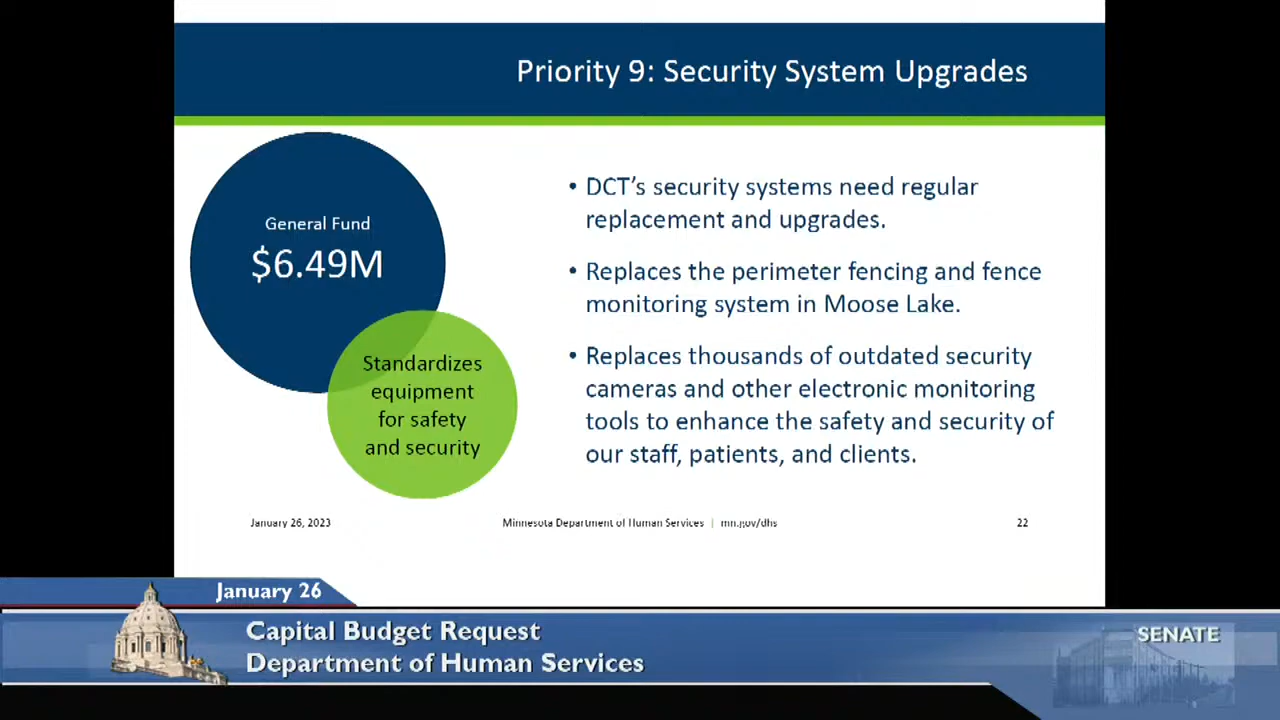 Priority 9: Security System Upgrades
General Fund
$6.49M
Standardizes
equipment
for safety
and security
• DCT’s security systems need regular
replacement and upgrades.
• Replaces the perimeter fencing and fence
monitoring system in Moose Lake.
• Replaces thousands of outdated security
cameras and other electronic monitoring
tools to enhance the safety and security of
our staff, patients, and clients.
January 26, 2023
Minnesota Department of Human Services | mn.gov/dhs
22
January 26
Capital Budget Request
Department of Human Services
SENATE